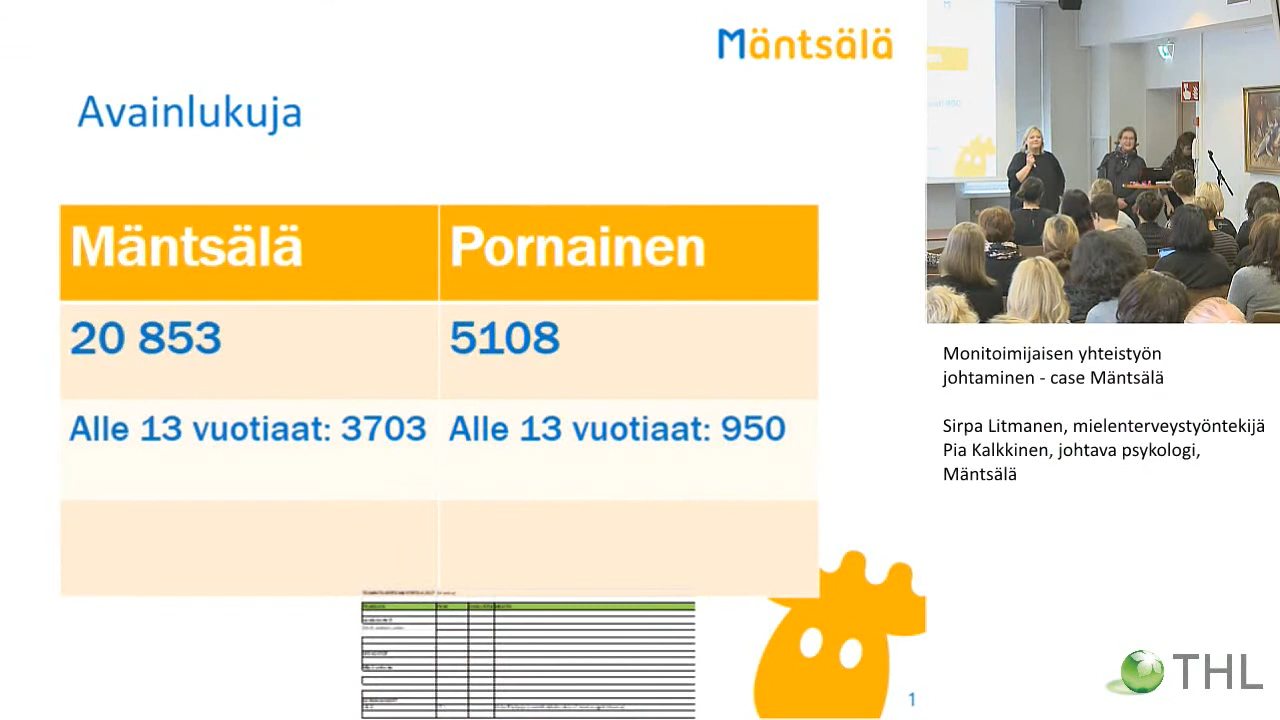 Mäntsälä
Avainlukuja
Mäntsälä
Pornainen
20 853
5108
Alle 13 vuotiaat: 3703
Alle 13 vuotiaat: 950
1
Monitoimijaisen yhteistyön
johtaminen - case Mäntsälä
Sirpa Litmanen, mielenterveystyöntekijä
Pia Kalkkinen, johtava psykologi,
Mäntsälä
THL